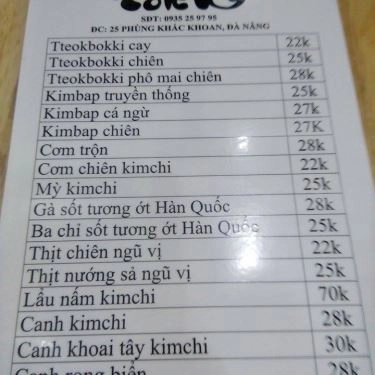 SĐT: 0935 25 97 95
ĐC: 25 PHÙNG KHẮC KHOAN, ĐÀ NẴNG
Tteokbokki cay 22k
Tteokbokki chiên 25k
Tteokbokki phô mai chiên 28k
Kimbap truyền thống 25k
Kimbap cá ngừ 27k
Kimbap chiên 27K
Cơm trộn 28k
Cơm chiên kimchi 22k
Mỳ kimchi 25k
Gà sốt tương ớt Hàn Quốc 28k
Ba chỉ sốt tương ớt Hàn Quốc 25k
Thịt chiên ngũ vị 22k
Thịt nướng sả ngũ vị 25k
Lẩu nấm kimchi 70k
Canh kimchi 28k
Canh khoai tây kimchi 30k
Canh rong biển 28k